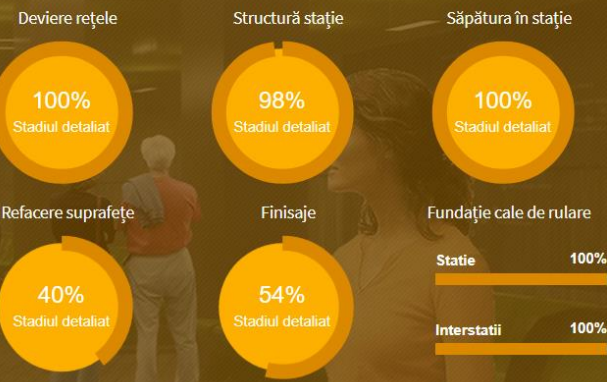 Deviere rețele
Structură stație
Săpătura în stație
100%
Stadiul detaliat
98%
Stadiul detaliat
100%
Stadiul detaliat
Refacere suprafețe
Finisaje
Fundație cale de rulare
40%
Stadiul detaliat
54%
Stadiul detaliat
Statie 100%
Interstatii 100%